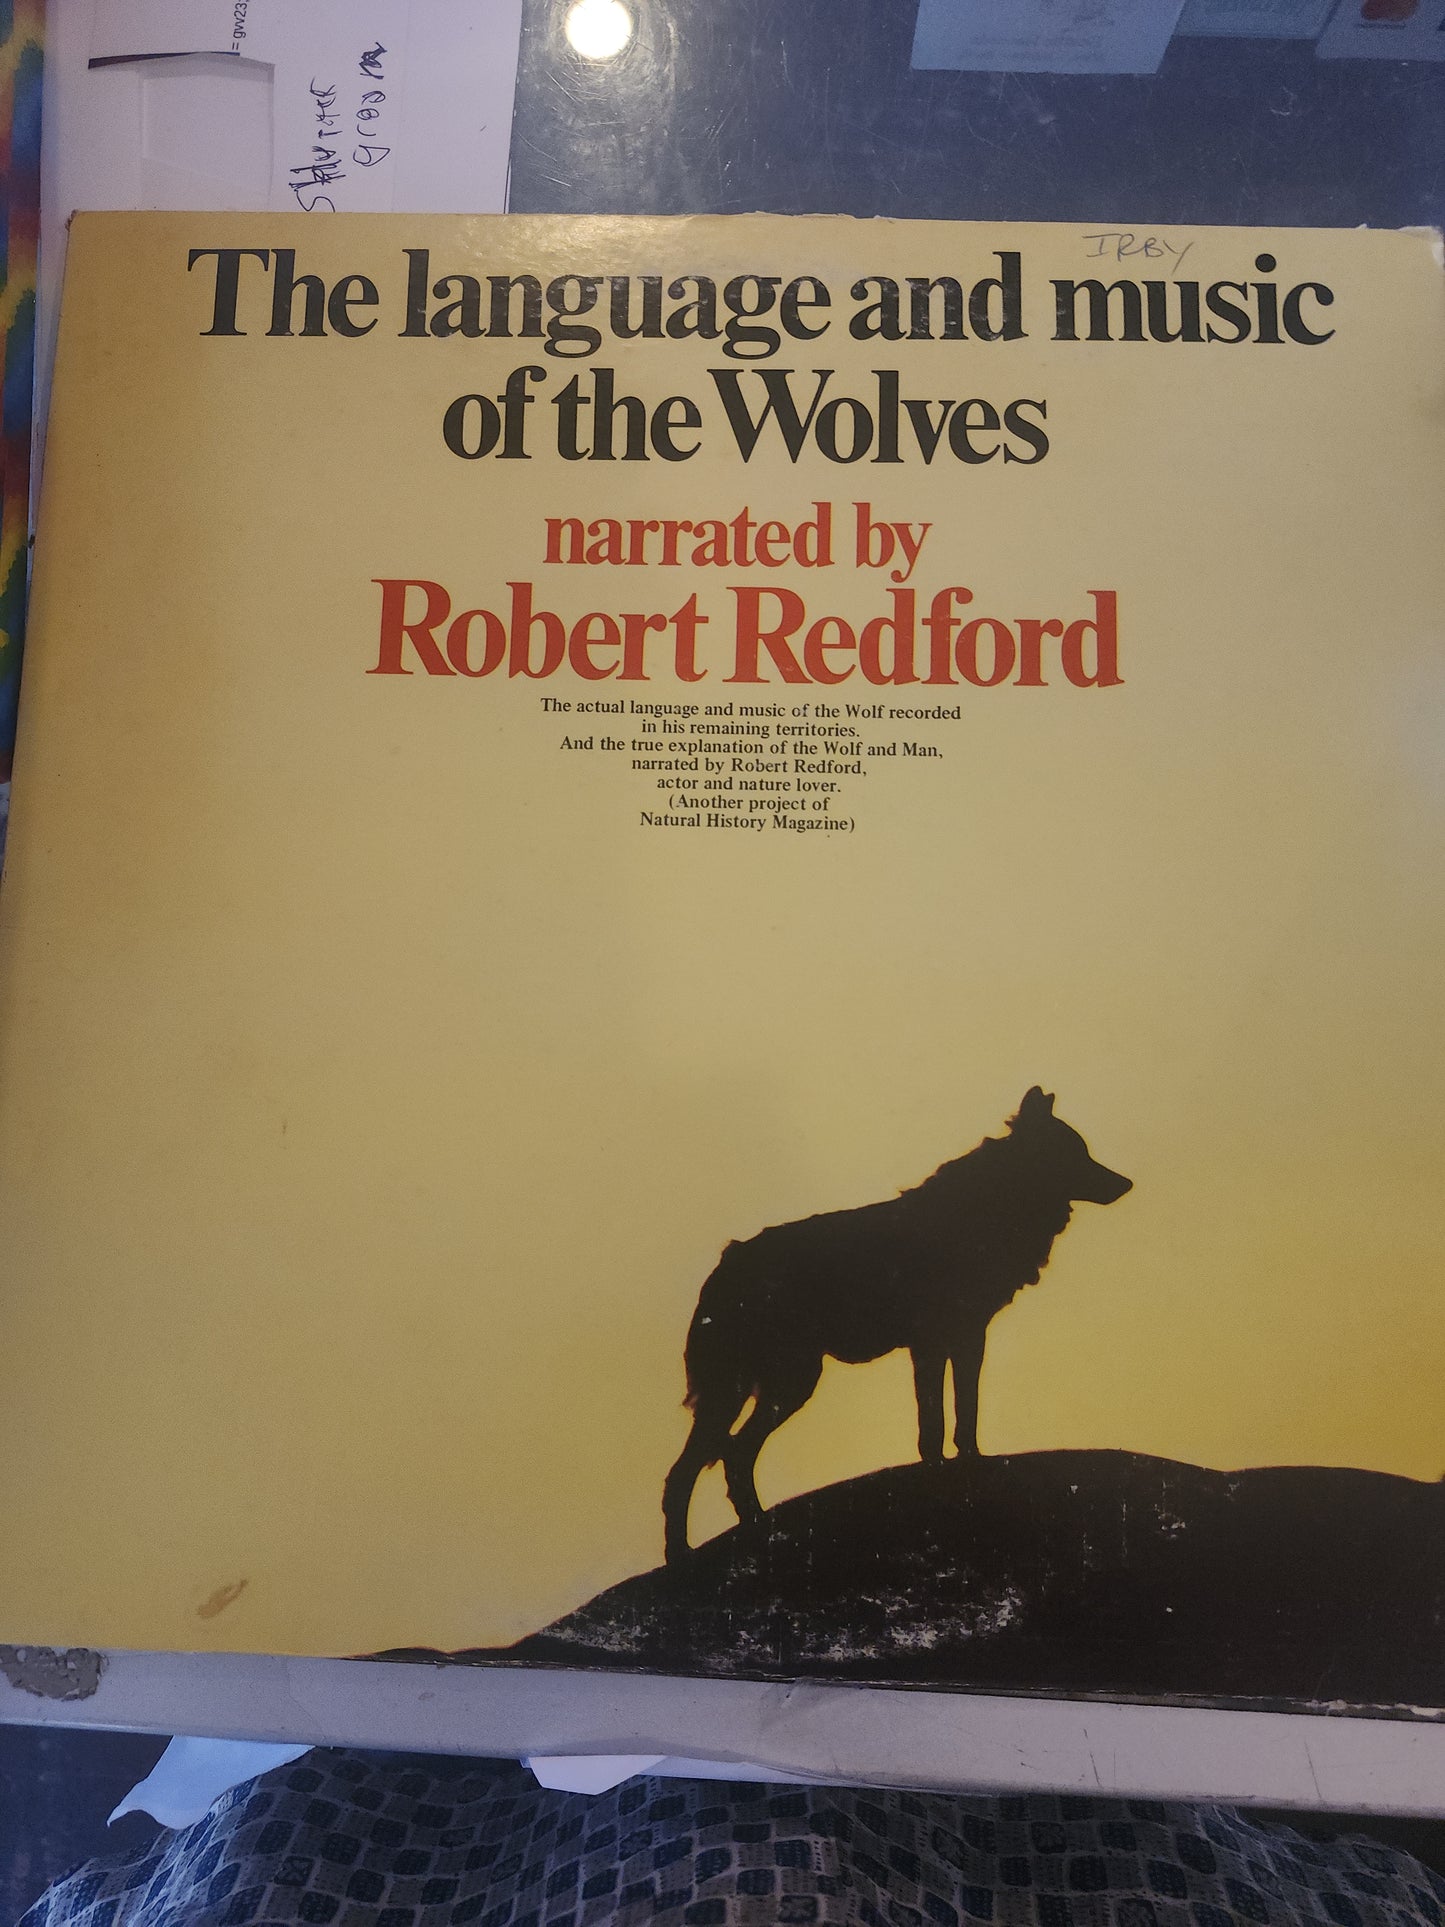 = gvv23;
groom
IRBY
The language and music
of the Wolves
narrated by
Robert Redford
The actual language and music of the Wolf recorded
in his remaining territories.
And the true explanation of the Wolf and Man,
narrated by Robert Redford,
actor and nature lover.
(Another project of
Natural History Magazine)